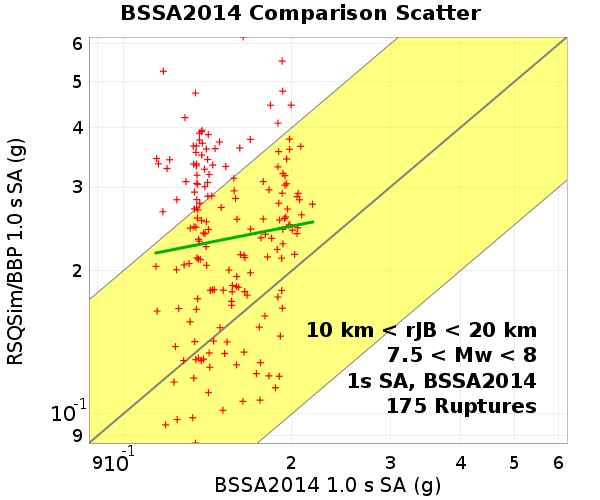 BSSA2014 Comparison Scatter
RSQSim/BBP 1.0 s SA (g)
6
5
4
3
2
10-1
9
10 km < rJB < 20 km
7.5 < Mw < 8
1s SA, BSSA2014
175 Ruptures
9 10-1 2 3 4 5 6
BSSA2014 1.0 s SA (g)